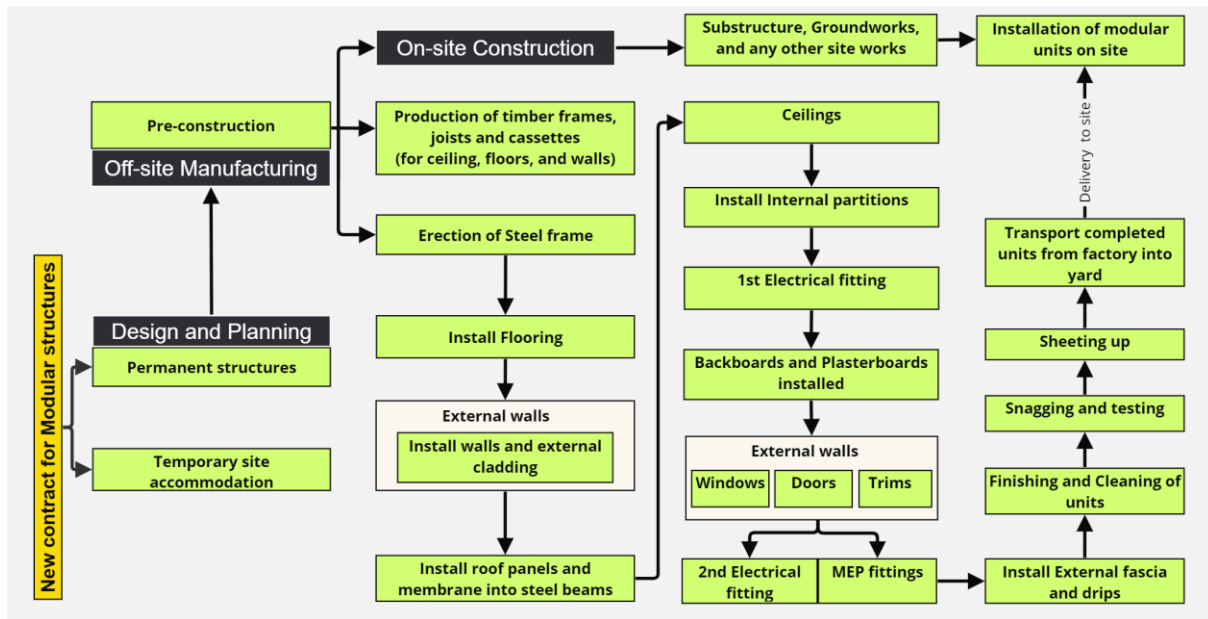 New contract for Modular structures
Design and Planning
Permanent structures
Temporary site
accommodation
Pre-construction
Off-site Manufacturing
On-site Construction
Substructure, Groundworks,
and any other site works
Installation of modular
units on site
Production of timber frames,
joists and cassettes
(for ceiling, floors, and walls)
Erection of Steel frame
Install Flooring
External walls
Install walls and external
cladding
Install roof panels and
membrane into steel beams
Ceilings
Install Internal partitions
1st Electrical fitting
Backboards and Plasterboards
installed
External walls
Windows
Doors
Trims
2nd Electrical
fitting
MEP fittings
Install External fascia
and drips
Finishing and Cleaning of
units
Snagging and testing
Sheeting up
Transport completed
units from factory into
yard
Delivery to site